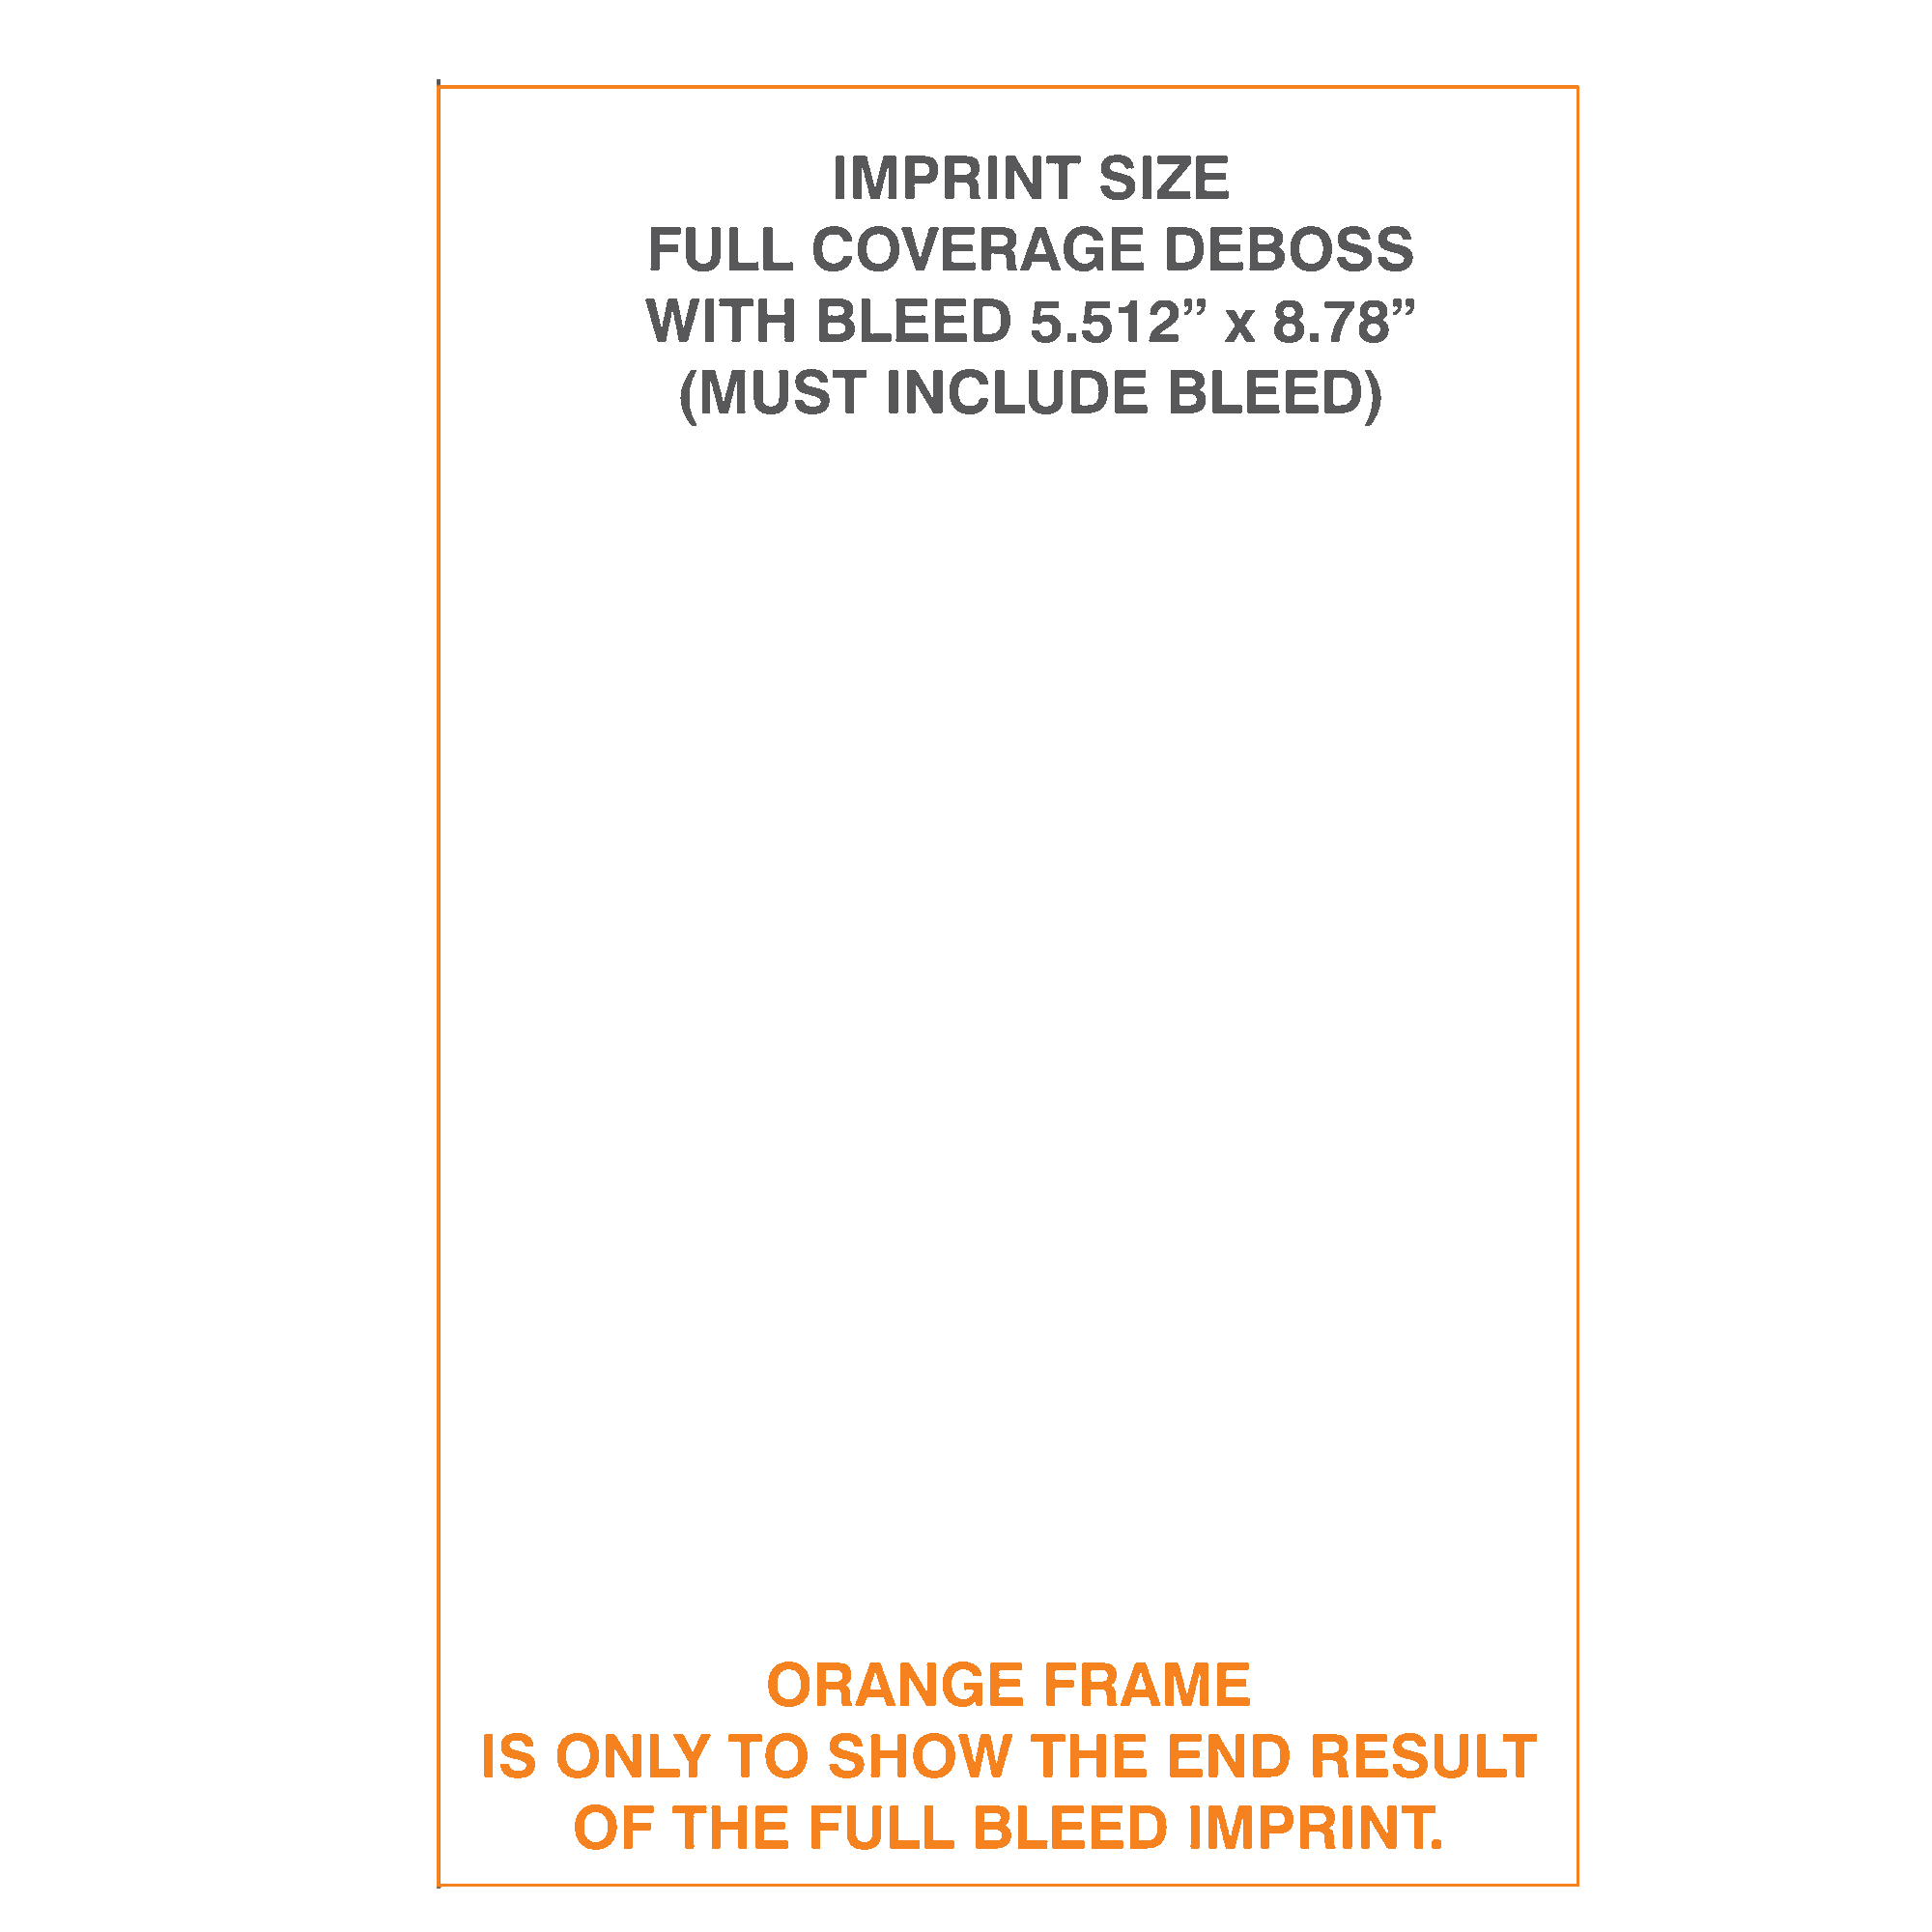 IMPRINT SIZE
FULL COVERAGE DEBOSS
WITH BLEED 5.512” x 8.78”
(MUST INCLUDE BLEED)
ORANGE FRAME
IS ONLY TO SHOW THE END RESULT
OF THE FULL BLEED IMPRINT.